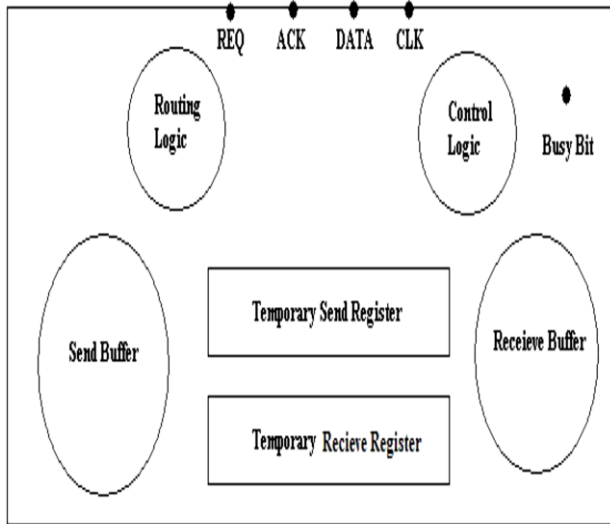 REQ ACK DATA CLK
Routing
Logic
Control
Logic
Busy Bit
Temporary Send Register
Send Buffer
Receieve Buffer
Temporary Recieve Register